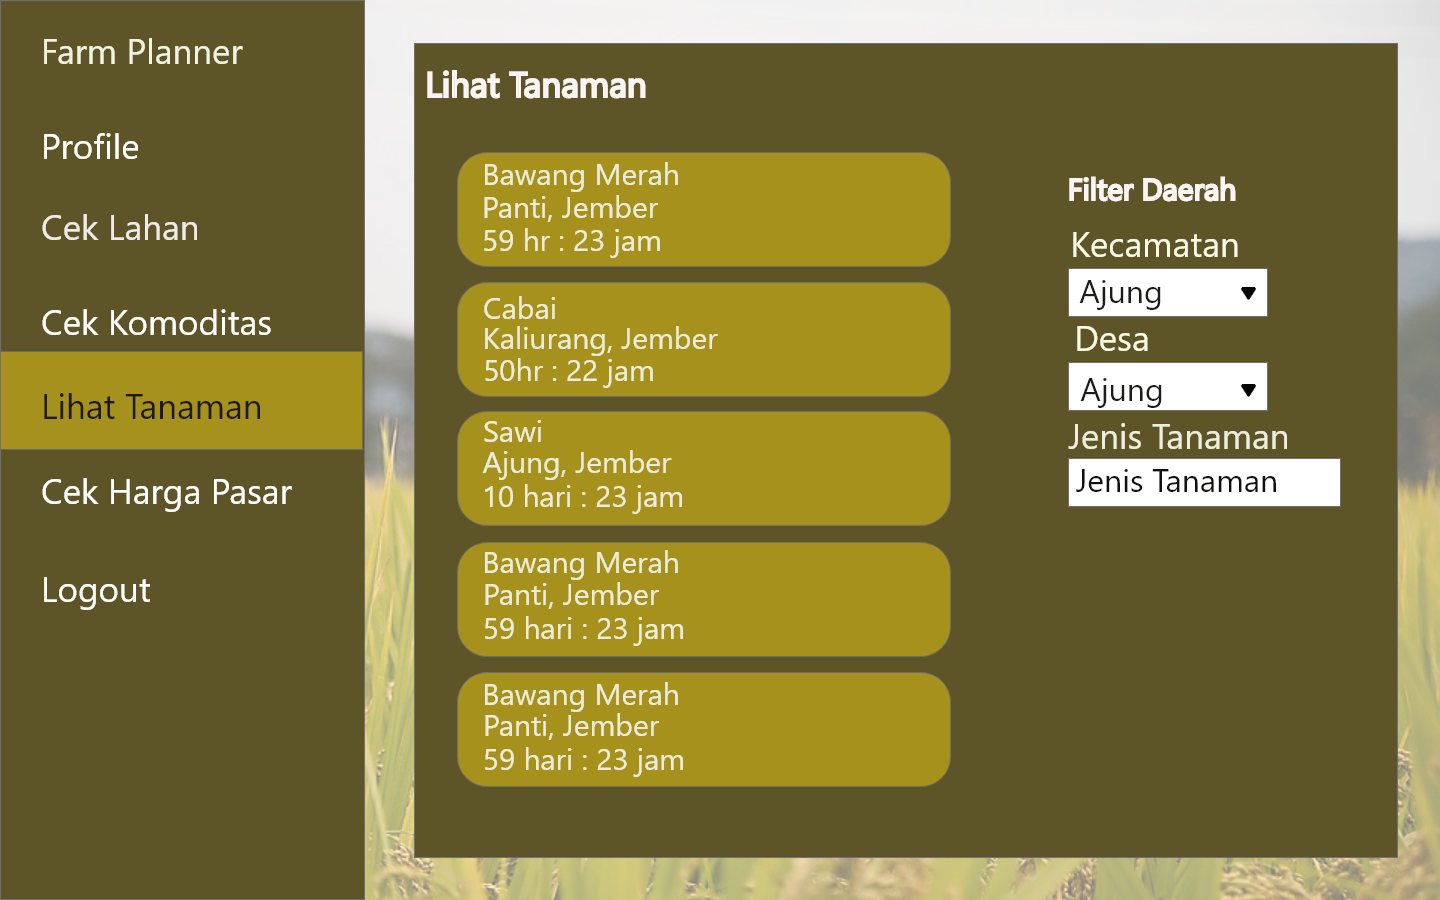 Farm Planner
Profile
Cek Lahan
Cek Komoditas
Lihat Tanaman
Cek Harga Pasar
Logout
Lihat Tanaman
Bawang Merah
Panti, Jember
59 hr : 23 jam
Cabai
Kaliurang, Jember
50hr : 22 jam
Sawi
Ajung, Jember
10 hari : 23 jam
Bawang Merah
Panti, Jember
59 hari : 23 jam
Bawang Merah
Panti, Jember
59 hari : 23 jam
Filter Daerah
Kecamatan
Ajung
Desa
Ajung
Jenis Tanaman
Jenis Tanaman